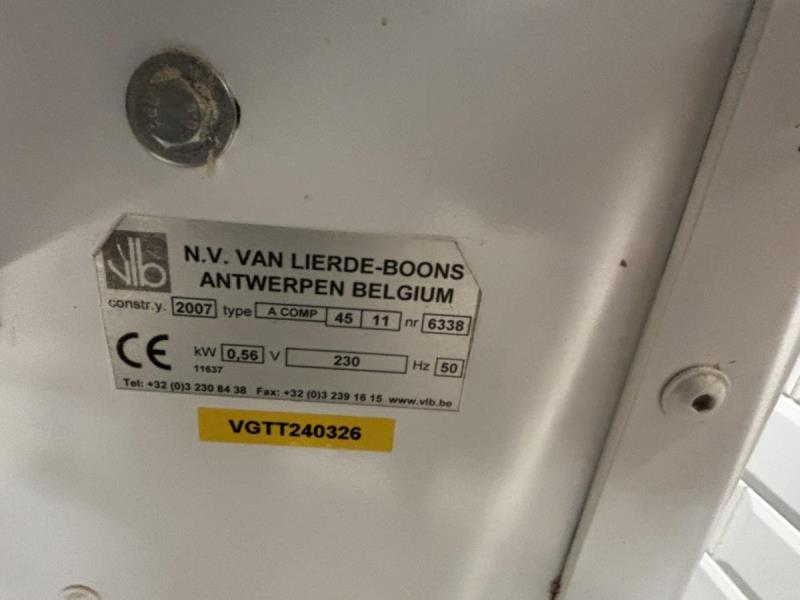 vlb
N.V. VAN LIERDE-BOONS
ANTWERPEN BELGIUM
constr.y. 2007 type A COMP 45 11 nr 6338
CE kW 0,56 V 230 Hz 50
11637
Tel: +32 (0)3 230 84 38 Fax: +32 (0)3 239 16 15 www.vlb.be
VGTT240326